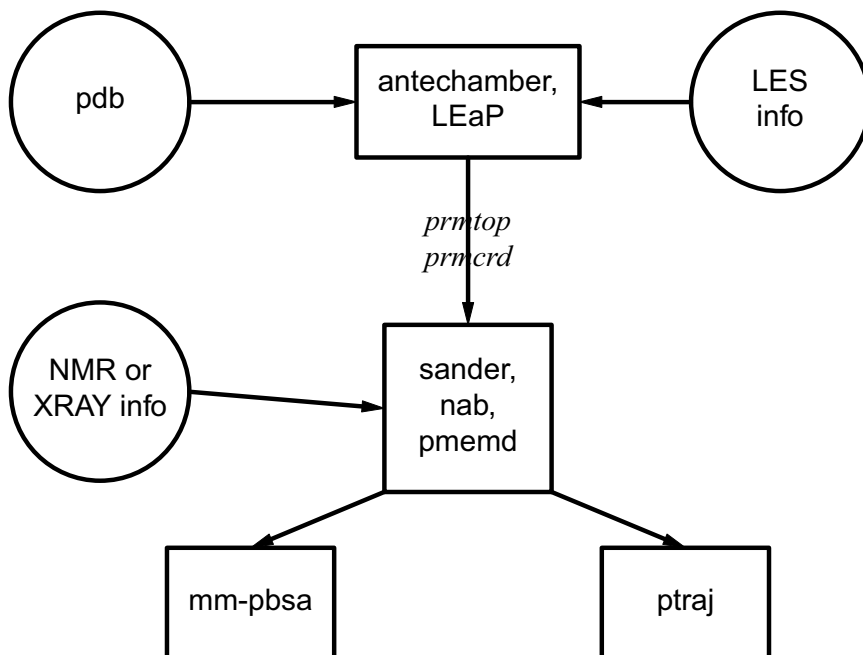 pdb
antechamber,
LEaP
LES
info
prmtop
prmcrd
NMR or
XRAY info
sander,
nab,
pmemd
mm-pbsa
ptraj